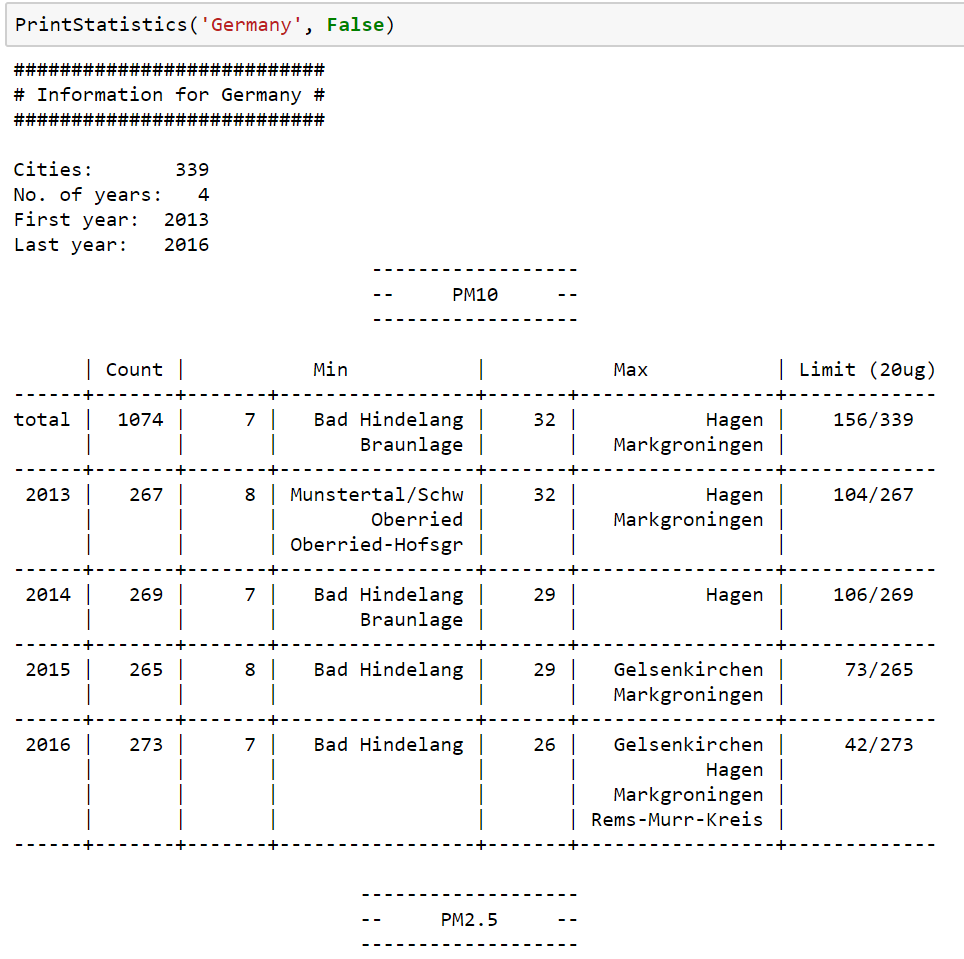 PrintStatistics('Germany', False)
###########################
# Information for Germany #
###########################
Cities:       339
No. of years:   4
First year:  2013
Last year:   2016
------------------
--     PM10     --
------------------
      | Count |           Min           |           Max           | Limit (20ug)
------+-------+-------+-----------------+-------+-----------------+-------------
total |  1074 |     7 |   Bad Hindelang |    32 |           Hagen |    156/339
      |       |       |       Braunlage |       |   Markgroningen |
------+-------+-------+-----------------+-------+-----------------+-------------
 2013 |   267 |     8 | Munstertal/Schw |    32 |           Hagen |    104/267
      |       |       |        Oberried |       |   Markgroningen |
      |       |       | Oberried-Hofsgr |       |                 |
------+-------+-------+-----------------+-------+-----------------+-------------
 2014 |   269 |     7 |   Bad Hindelang |    29 |           Hagen |    106/269
      |       |       |       Braunlage |       |                 |
------+-------+-------+-----------------+-------+-----------------+-------------
 2015 |   265 |     8 |   Bad Hindelang |    29 |   Gelsenkirchen |     73/265
      |       |       |                 |       |   Markgroningen |
------+-------+-------+-----------------+-------+-----------------+-------------
 2016 |   273 |     7 |   Bad Hindelang |    26 |   Gelsenkirchen |     42/273
      |       |       |                 |       |           Hagen |
      |       |       |                 |       |   Markgroningen |
      |       |       |                 |       | Rems-Murr-Kreis |
------+-------+-------+-----------------+-------+-----------------+-------------
-------------------
--     PM2.5     --
-------------------